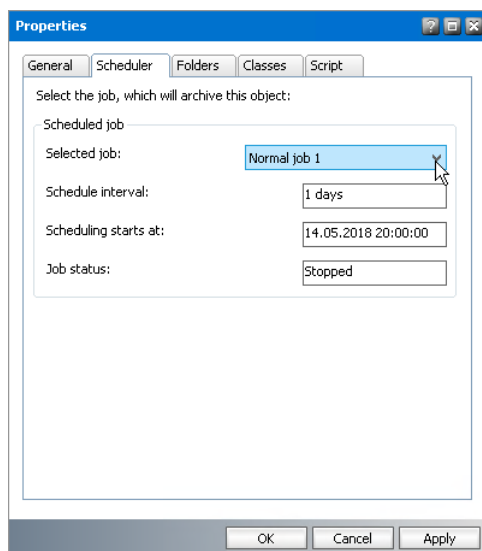 Properties
General Scheduler Folders Classes Script
Select the job, which will archive this object:
Scheduled job
Selected job: Normal job 1
Schedule interval: 1 days
Scheduling starts at: 14.05.2018 20:00:00
Job status: Stopped
OK Cancel Apply